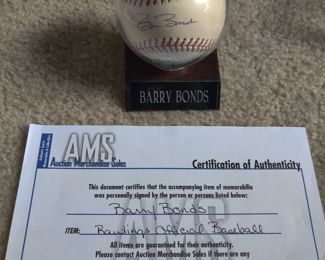 Barry Bonds
BARRY BONDS
AMS
Auction Merchandise Sales
Certification of Authenticity
This document certifies that the accompanying item of memorabilia
was personally signed by the person or persons listed below:
Barry Bonds
ITEM: Rawlings Official Baseball
All items are guaranteed for their authenticity.
Please contact Auction Merchandise Sales if there are any